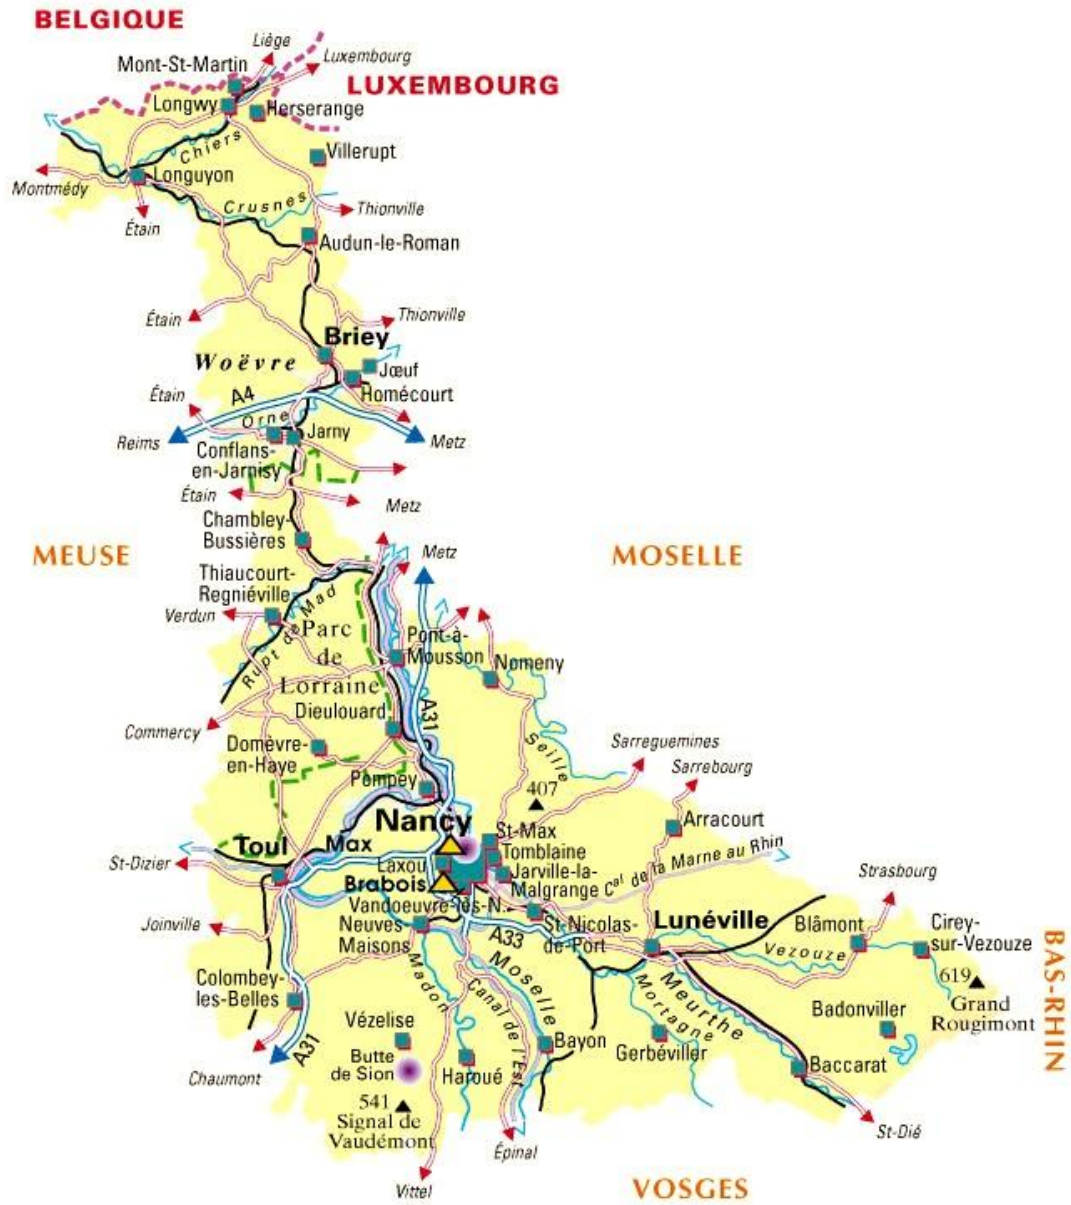 BELGIQUE
Liège
Luxembourg
Mont-St-Martin
LUXEMBOURG
Longwy
Herserange
Chiers
Villerupt
Longuyon
Montmédy
Crusnes
Thionville
Étain
Audun-le-Roman
Étain
Thionville
Briey
Woëvre
Jœuf
Étain
A4
Homécourt
Orne
Reims
Jarny
Metz
Conflans-
en-Jarnisy
Étain
Metz
Chambley-
Bussières
MEUSE
Metz
MOSELLE
Thiaucourt-
Regniéville
Verdun
Rupt de Mad
Parc
de
Lorraine
Pont-à-
Mousson
Nomeny
Dieulouard
A31
Commercy
Domèvre-
en-Haye
Seille
Sarreguemines
Sarrebourg
Pompey
407
Nancy
Arracourt
St-Max
Toul
Max
Tomblaine
St-Dizier
Laxou
Jarville-la-
Malgrange
Cal de la Marne au Rhin
Brabois
Strasbourg
Vandoeuvre-lès-N.
Joinville
Neuves-
Maisons
A33
St-Nicolas-
de-Port
Lunéville
Blâmont
Cirey-
sur-Vezouze
Vezouze
BAS-RHIN
Colombey-
les-Belles
Madon
Moselle
Canal de l'Est
Mortagne
Meurthe
619
Grand
Rougimont
Badonviller
Vézelise
A31
Butte
de Sion
Bayon
Gerbéviller
Chaumont
Haroué
Baccarat
541
Signal de
Vaudémont
St-Dié
Épinal
Vittel
VOSGES